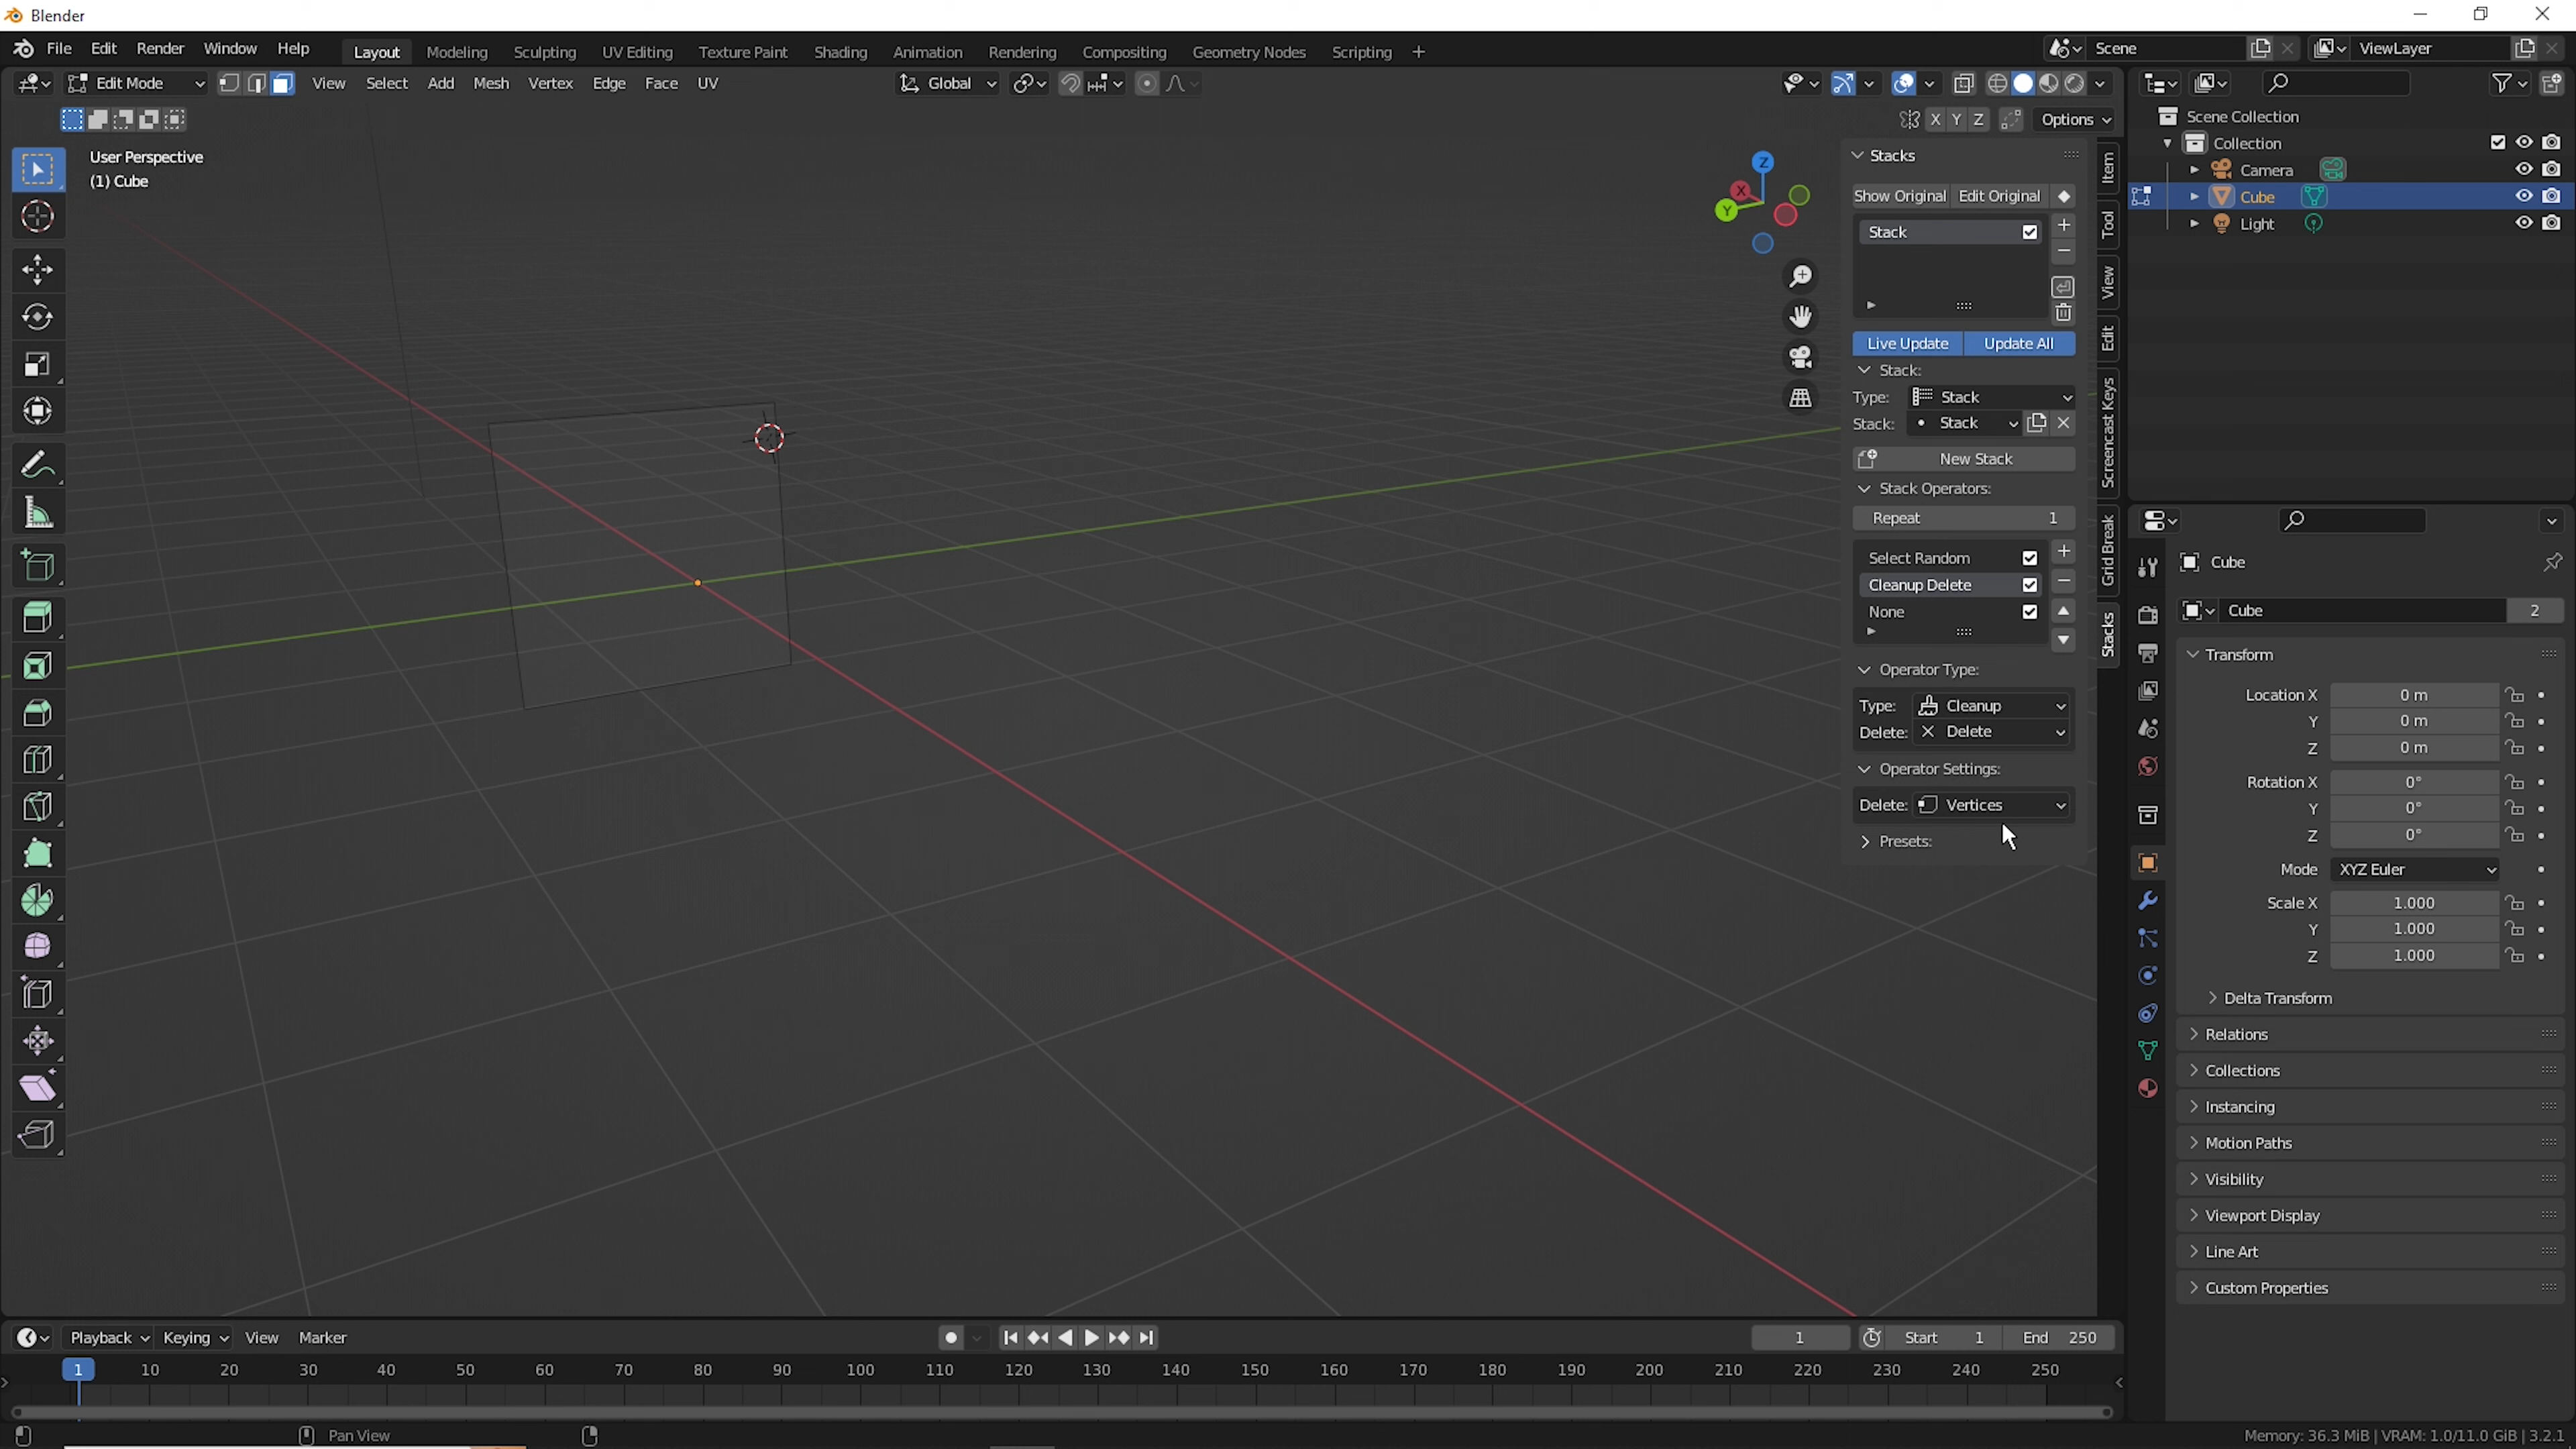 Blender
File Edit Render Window Help Layout Modeling Sculpting UV Editing Texture Paint Shading Animation Rendering Compositing Geometry Nodes Scripting + Scene ViewLayer
Edit Mode View Select Add Mesh Vertex Edge Face UV Global
X Y Z Options
User Perspective
(1) Cube
Z
X
Y
Stacks
Show Original Edit Original
Stack
Live Update Update All
Stack:
Type: Stack
Stack: Stack
New Stack
Stack Operators:
Repeat 1
Select Random
Cleanup Delete
None
Operator Type:
Type: Cleanup
Delete: Delete
Operator Settings:
Delete: Vertices
Presets:
Item
Tool
View
Edit
Screencast Keys
Grid Break
Stacks
Scene Collection
Collection
Camera
Cube
Light
Cube
Cube 2
Transform
Location X 0 m
Y 0 m
Z 0 m
Rotation X 0°
Y 0°
Z 0°
Mode XYZ Euler
Scale X 1.000
Y 1.000
Z 1.000
Delta Transform
Relations
Collections
Instancing
Motion Paths
Visibility
Viewport Display
Line Art
Custom Properties
Playback Keying View Marker 1 Start 1 End 250
1 10 20 30 40 50 60 70 80 90 100 110 120 130 140 150 160 170 180 190 200 210 220 230 240 250
Pan View
Memory: 36.3 MiB | VRAM: 1.0/11.0 GiB | 3.2.1